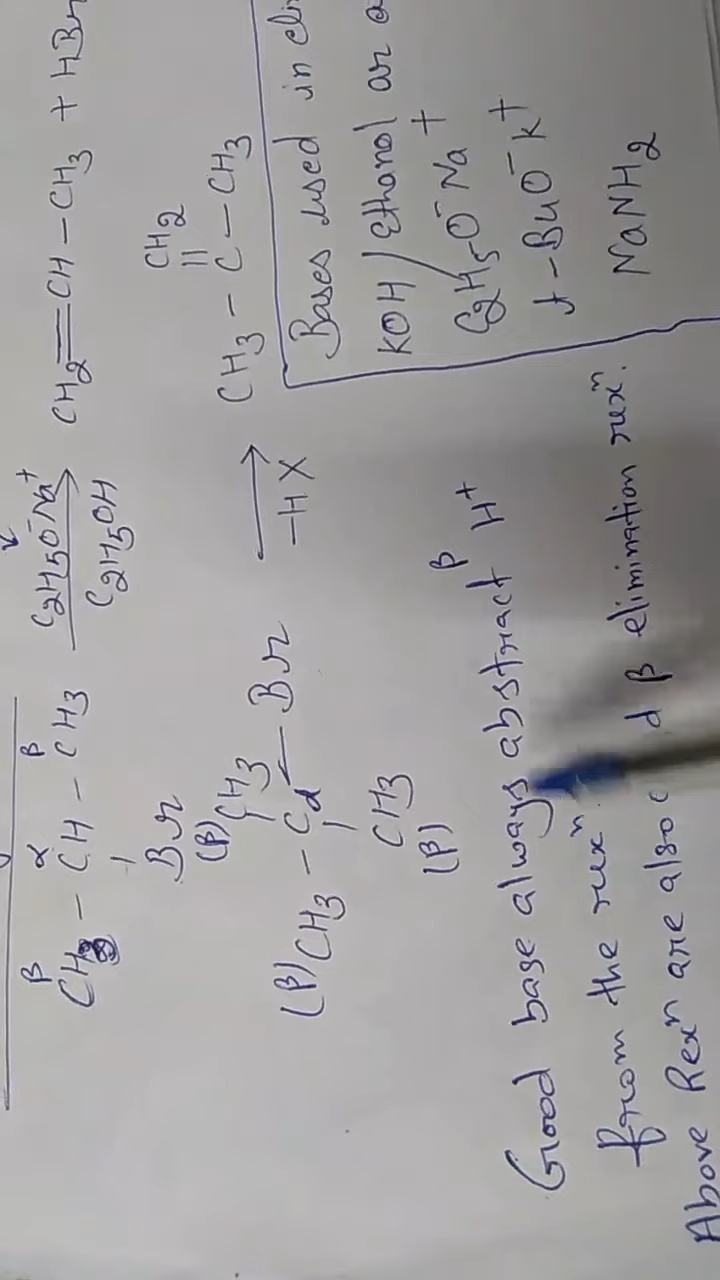 β α β
CH3 – CH – CH3 C2H5O⁻Na⁺ / C2H5OH → CH2=CH–CH3 + HBr
Br
(β) CH3 CH2
(β) CH3 – C α – Br → –HX CH3 – C – CH3
CH3
(β)
Good base always abstract β H⁺
from the rexⁿ.
Above Rexⁿ are also β elimination rexⁿ.
Bases used in
KOH/Ethanol or
C2H5O⁻Na⁺
t-BuO⁻K⁺
NaNH2